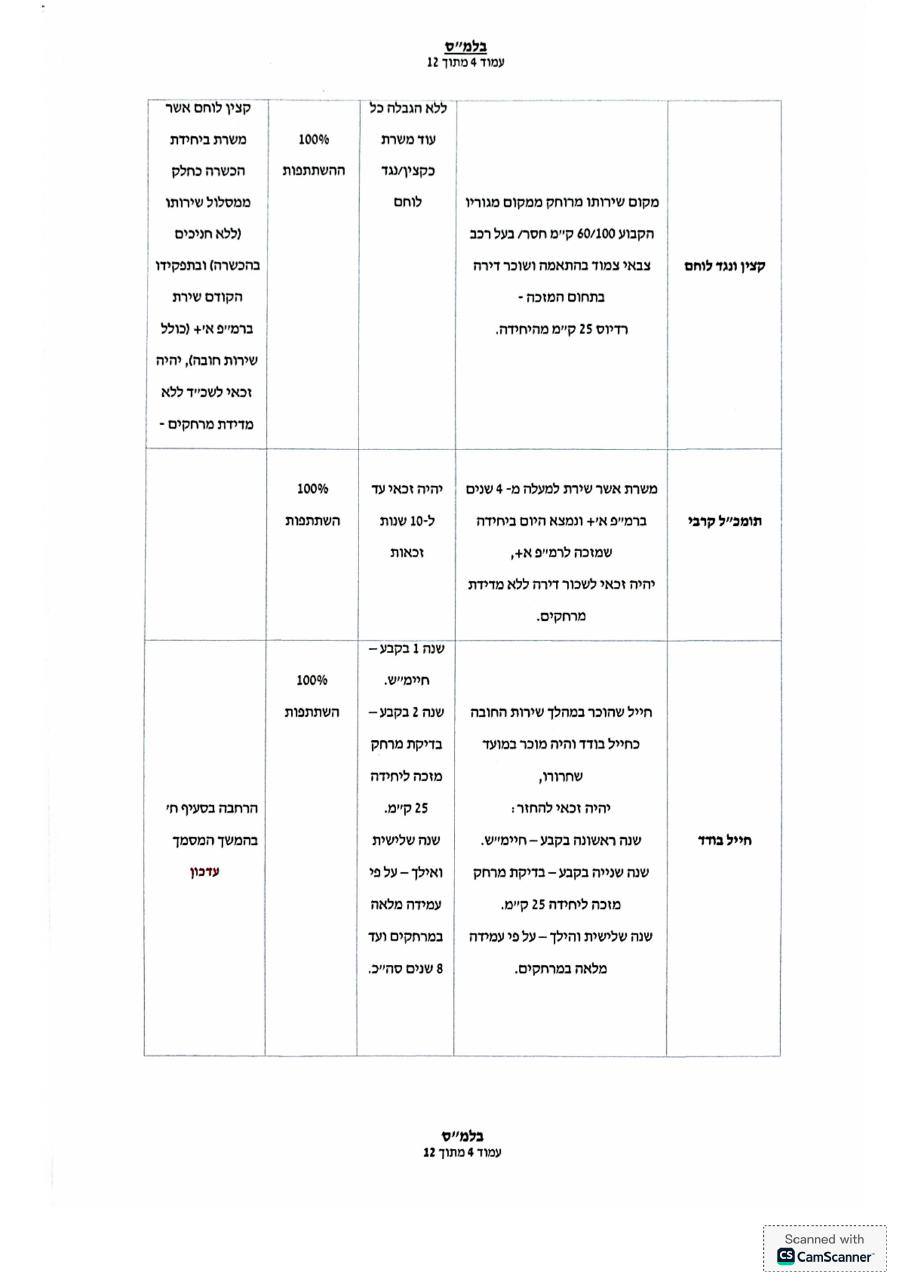 בלמ״ס
עמוד 4 מתוך 12
קצין ונגד לוחם
מקום שירותו מרוחק ממקום מגוריו
הקבוע 60/100 ק״מ חסר/ בעל רכב
צבאי צמוד בהתאמה ושוכר דירה
בתחום המזכה -
רדיוס 25 ק״מ מהיחידה.
ללא הגבלה כל
עוד משרת
כקצין/נגד
לוחם
100%
ההשתתפות
קצין לוחם אשר
משרת ביחידת
הכשרה כחלק
ממסלול שירותו
(ללא חניכים
בהכשרה) ובתפקידו
הקודם שירת
ברמ״פ א׳+ (כולל
שירות חובה), יהיה
זכאי לשכ״ד ללא
מדידת מרחקים -
תומכ״ל קרבי
משרת אשר שירת למעלה מ- 4 שנים
ברמ״פ א׳+ ונמצא היום ביחידה
שמזכה לרמ״פ א+,
יהיה זכאי לשכור דירה ללא מדידת
מרחקים.
יהיה זכאי עד
ל-10 שנות
זכאות
100%
השתתפות
חייל בודד
חייל שהוכר במהלך שירות החובה
כחייל בודד והיה מוכר במועד
שחרורו,
יהיה זכאי להחזר:
שנה ראשונה בקבע – חיימ״ש.
שנה שנייה בקבע – בדיקת מרחק
מזכה ליחידה 25 ק״מ.
שנה שלישית והילך – על פי עמידה
מלאה במרחקים.
שנה 1 בקבע –
חיימ״ש.
שנה 2 בקבע –
בדיקת מרחק
מזכה ליחידה
25 ק״מ.
שנה שלישית
ואילך – על פי
עמידה מלאה
במרחקים ועד
8 שנים סה״כ.
100%
השתתפות
הרחבה בסעיף ח׳
בהמשך המסמך
עדכון
בלמ״ס
עמוד 4 מתוך 12
Scanned with
CS CamScanner